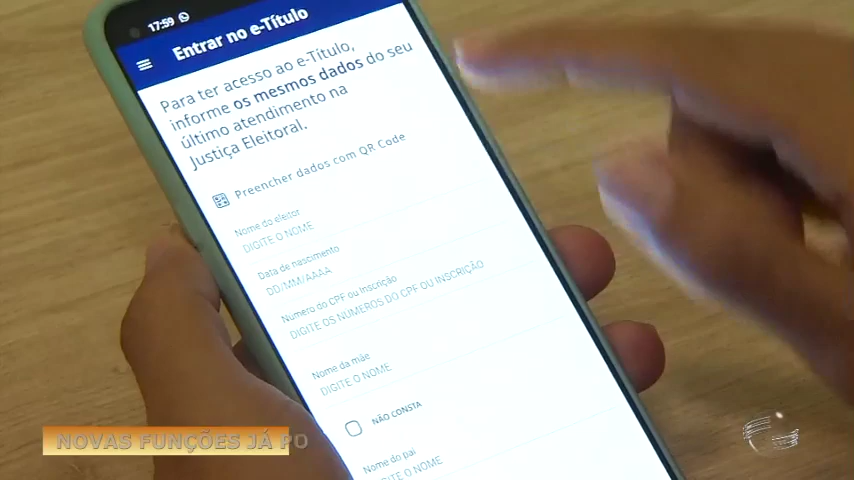 17:59
Entrar no e-Título
Para ter acesso ao e-Título,
informe os mesmos dados do seu
último atendimento na
Justiça Eleitoral.
Preencher dados com QR Code
Nome do eleitor
DIGITE O NOME
Data de nascimento
DD/MM/AAAA
Número do CPF ou Inscrição
DIGITE OS NÚMEROS DO CPF OU INSCRIÇÃO
Nome da mãe
DIGITE O NOME
NÃO CONSTA
Nome do pai
DIGITE O NOME
NOVAS FUNÇÕES JÁ PO